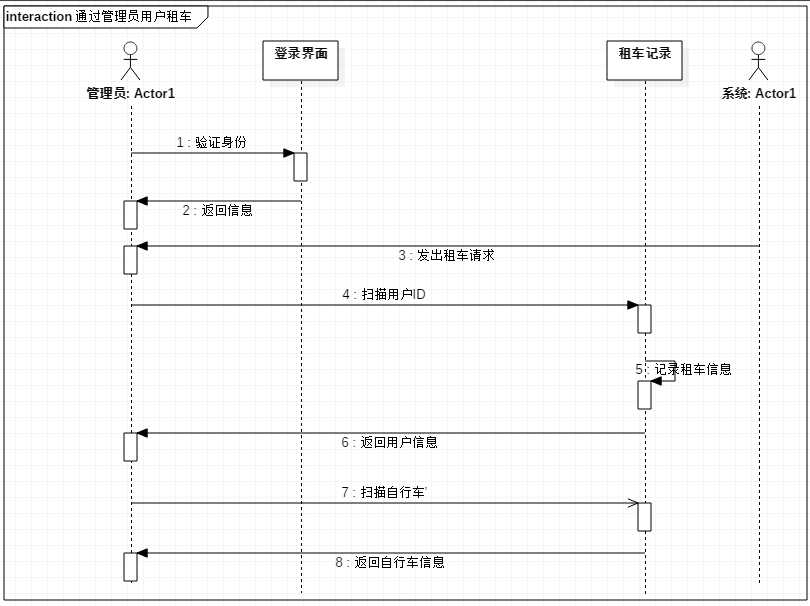 interaction 通过管理员用户租车
登录界面
租车记录
管理员: Actor1
系统: Actor1
1 : 验证身份
2 : 返回信息
3 : 发出租车请求
4 : 扫描用户ID
5 : 记录租车信息
6 : 返回用户信息
7 : 扫描自行车'
8 : 返回自行车信息